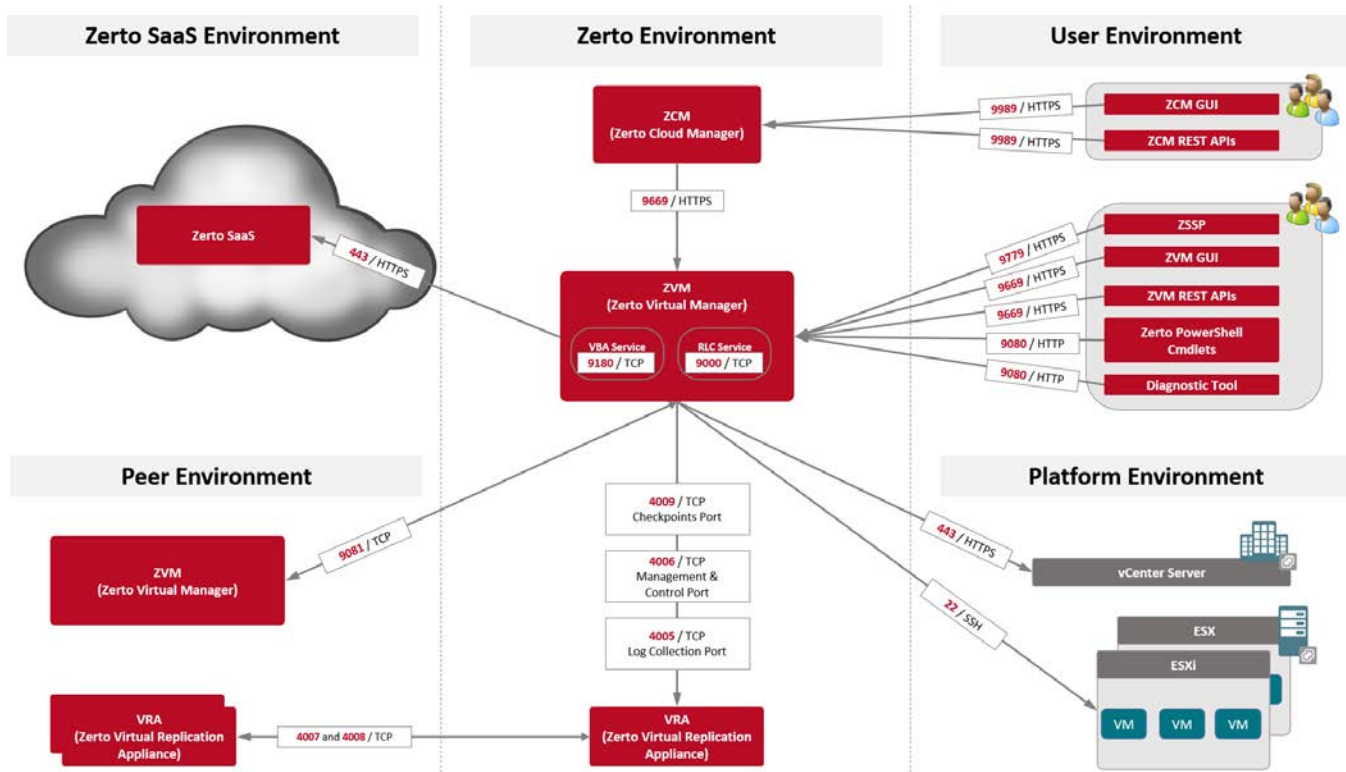 Zerto SaaS Environment
Zerto Environment
User Environment
ZCM
(Zerto Cloud Manager)
9989 / HTTPS
9989 / HTTPS
ZCM GUI
ZCM REST APIs
9669 / HTTPS
Zerto SaaS
443 / HTTPS
ZVM
(Zerto Virtual Manager)
VBA Service
9180 / TCP
RLC Service
9000 / TCP
9779 / HTTPS
9669 / HTTPS
9669 / HTTPS
9080 / HTTP
9080 / HTTP
ZSSP
ZVM GUI
ZVM REST APIs
Zerto PowerShell
Cmdlets
Diagnostic Tool
Peer Environment
Platform Environment
ZVM
(Zerto Virtual Manager)
9081 / TCP
4009 / TCP
Checkpoints Port
4006 / TCP
Management &
Control Port
4005 / TCP
Log Collection Port
443 / HTTPS
22 / SSH
vCenter Server
ESX
ESXi
VM
VM
VM
VRA
(Zerto Virtual Replication
Appliance)
4007 and 4008 / TCP
VRA
(Zerto Virtual Replication
Appliance)